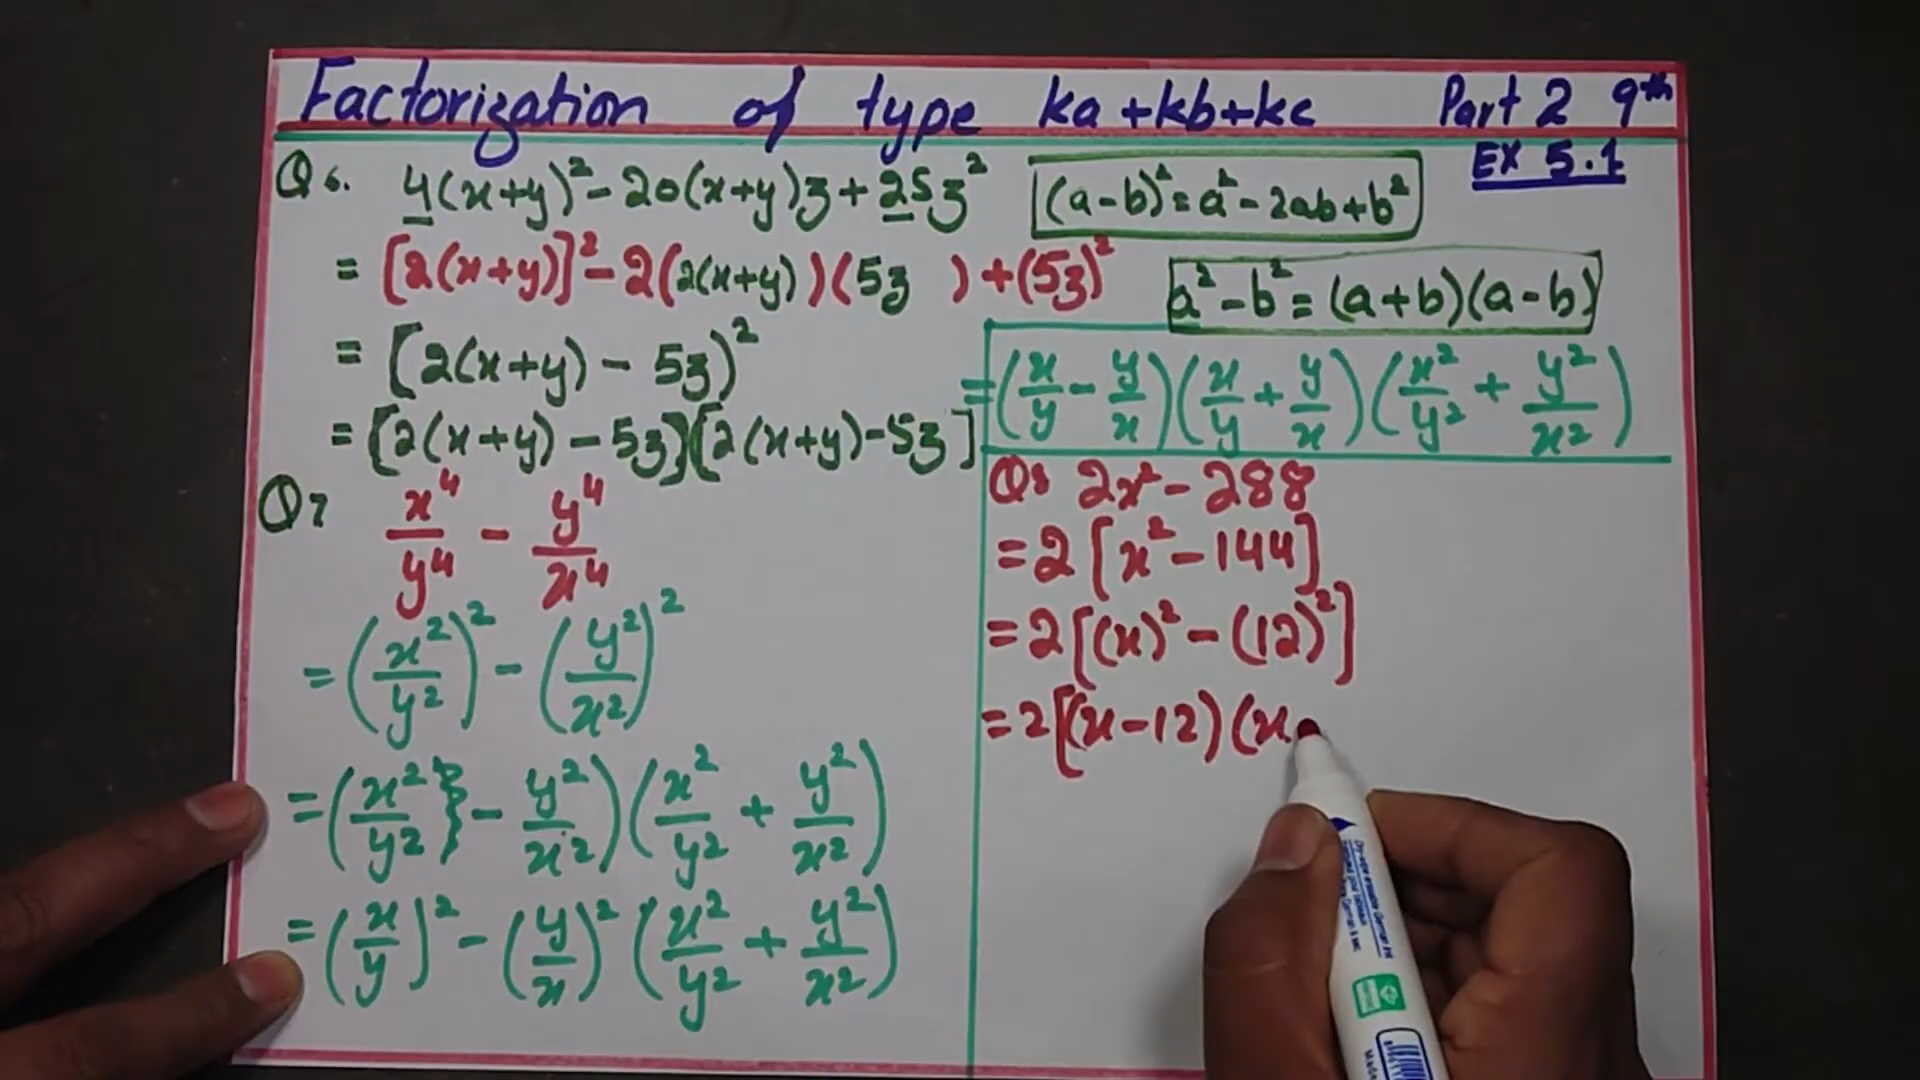 Factorization of type ka+kb+kc Part 2 9th
EX 5.1
Q 6. 4(x+y)² - 20(x+y)z + 25z²
(a-b)² = a² - 2ab + b²
= [2(x+y)]² - 2(2(x+y))(5z ) + (5z)²
a² - b² = (a+b)(a-b)
= [2(x+y) - 5z)²
= [2(x+y) - 5z][2(x+y) - 5z]
Q 7 x⁴/y⁴ - y⁴/x⁴
= (x²/y²)² - (y²/x²)²
= (x²/y² - y²/x²)(x²/y² + y²/x²)
= (x/y)² - (y/x)² (x²/y² + y²/x²)
= (x/y - y/x)(x/y + y/x)(x²/y² + y²/x²)
Q8 2x² - 288
= 2[x² - 144]
= 2[(x)² - (12)²]
= 2[(x-12)(x